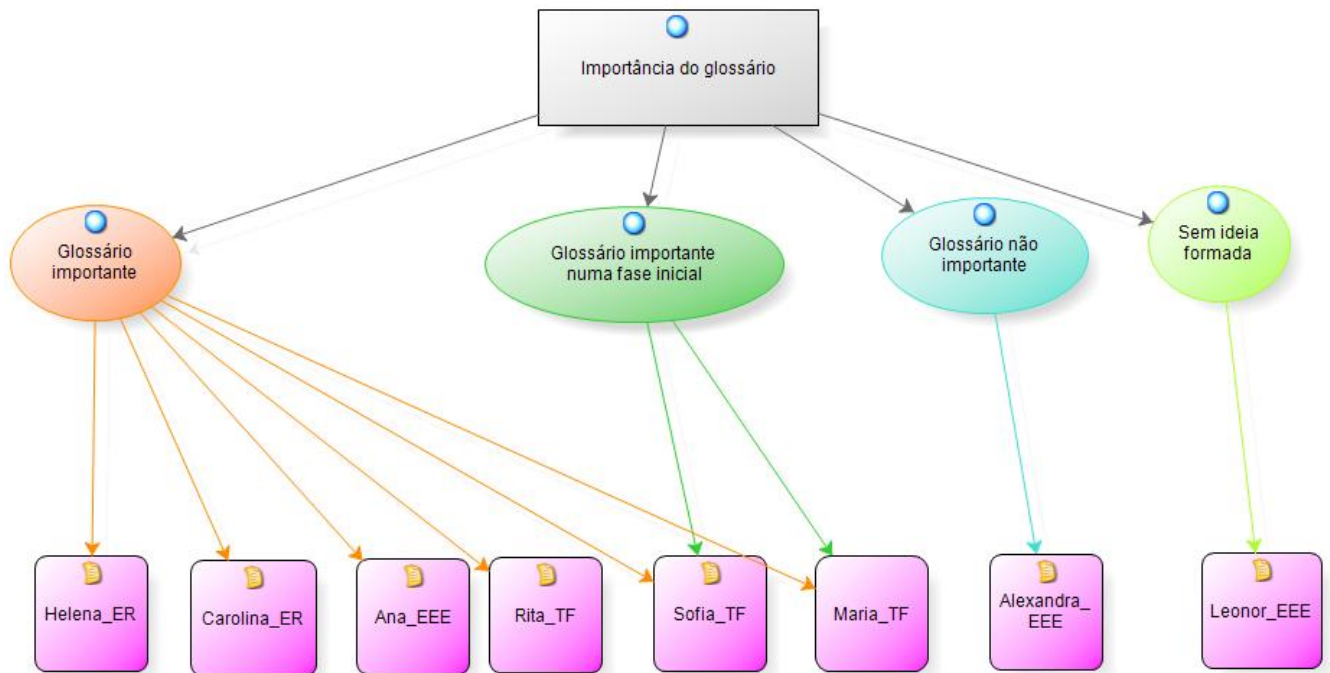 Importância do glossário
Glossário
importante
Glossário importante
numa fase inicial
Glossário não
importante
Sem ideia
formada
Helena_ER
Carolina_ER
Ana_EEE
Rita_TF
Sofia_TF
Maria_TF
Alexandra_
EEE
Leonor_EEE